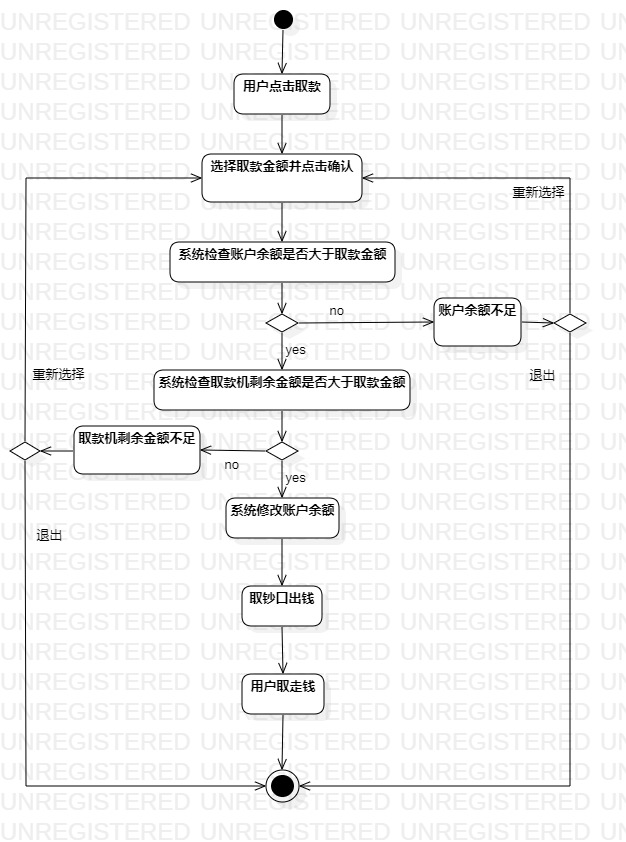 用户点击取款
选择取款金额并点击确认
重新选择
系统检查账户余额是否大于取款金额
no
账户余额不足
yes
重新选择
退出
系统检查取款机剩余金额是否大于取款金额
取款机剩余金额不足
no
yes
系统修改账户余额
退出
取钞口出钱
用户取走钱